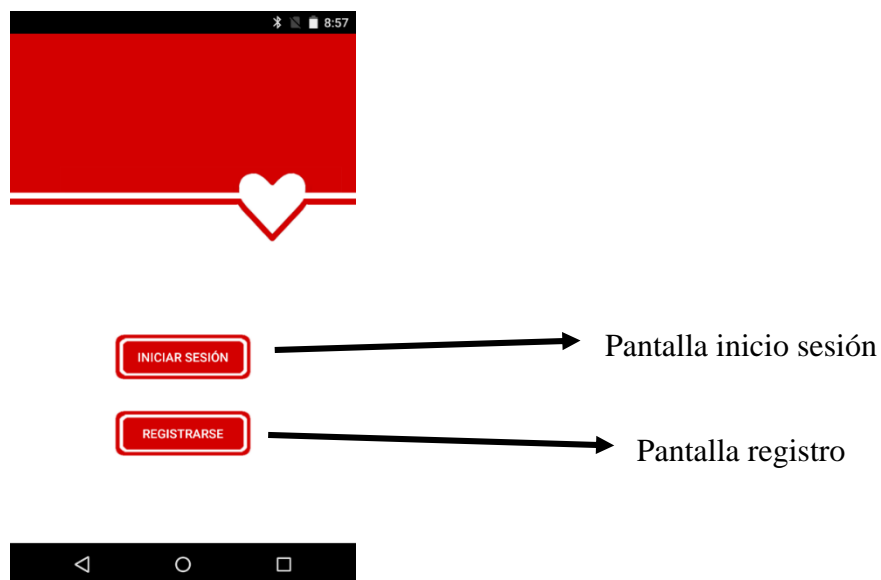 8:57
INICIAR SESIÓN
Pantalla inicio sesión
REGISTRARSE
Pantalla registro